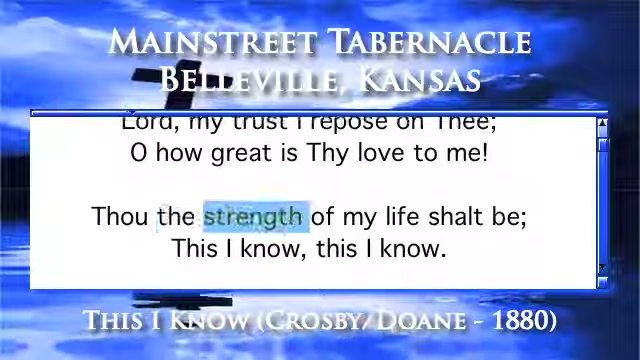 Mainstreet Tabernacle
Belleville, Kansas
Lord, my trust I repose on Thee;
O how great is Thy love to me!
Thou the strength of my life shalt be;
This I know, this I know.
This I Know (Crosby/Doane - 1880)